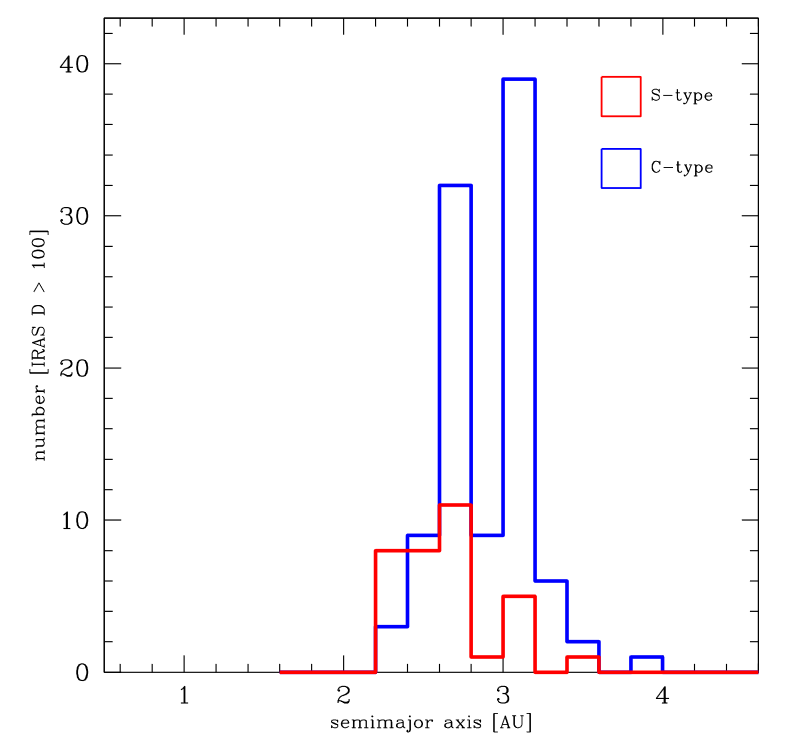 40
S-type
C-type
30
number [IRAS D > 100]
20
10
0
1 2 3 4
semimajor axis [AU]